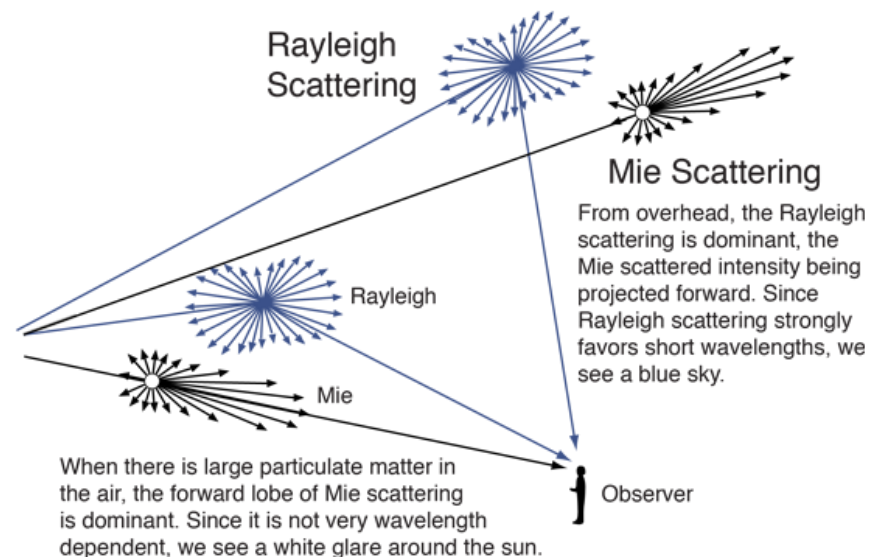 Rayleigh
Scattering
Mie Scattering
From overhead, the Rayleigh
scattering is dominant, the
Mie scattered intensity being
projected forward. Since
Rayleigh scattering strongly
favors short wavelengths, we
see a blue sky.
Rayleigh
Mie
When there is large particulate matter in
the air, the forward lobe of Mie scattering
is dominant. Since it is not very wavelength
dependent, we see a white glare around the sun.
Observer